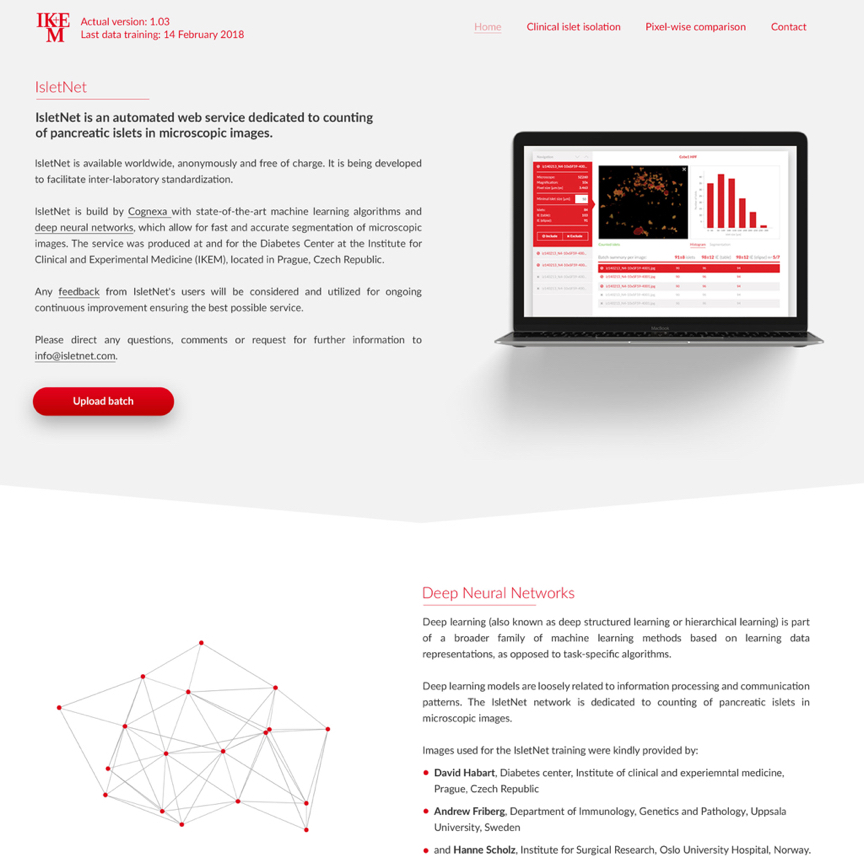 IKEM
Actual version: 1.03
Last data training: 14 February 2018
Home Clinical islet isolation Pixel-wise comparison Contact
IsletNet
IsletNet is an automated web service dedicated to counting
of pancreatic islets in microscopic images.
IsletNet is available worldwide, anonymously and free of charge. It is being developed
to facilitate inter-laboratory standardization.
IsletNet is build by Cognexa with state-of-the-art machine learning algorithms and
deep neural networks, which allow for fast and accurate segmentation of microscopic
images. The service was produced at and for the Diabetes Center at the Institute for
Clinical and Experimental Medicine (IKEM), located in Prague, Czech Republic.
Any feedback from IsletNet's users will be considered and utilized for ongoing
continuous improvement ensuring the best possible service.
Please direct any questions, comments or request for further information to
info@isletnet.com.
Upload batch
MacBook
Deep Neural Networks
Deep learning (also known as deep structured learning or hierarchical learning) is part
of a broader family of machine learning methods based on learning data
representations, as opposed to task-specific algorithms.
Deep learning models are loosely related to information processing and communication
patterns. The IsletNet network is dedicated to counting of pancreatic islets in
microscopic images.
Images used for the IsletNet training were kindly provided by:
David Habart, Diabetes center, Institute of clinical and experiemntal medicine,
Prague, Czech Republic
Andrew Friberg, Department of Immunology, Genetics and Pathology, Uppsala
University, Sweden
and Hanne Scholz, Institute for Surgical Research, Oslo University Hospital, Norway.